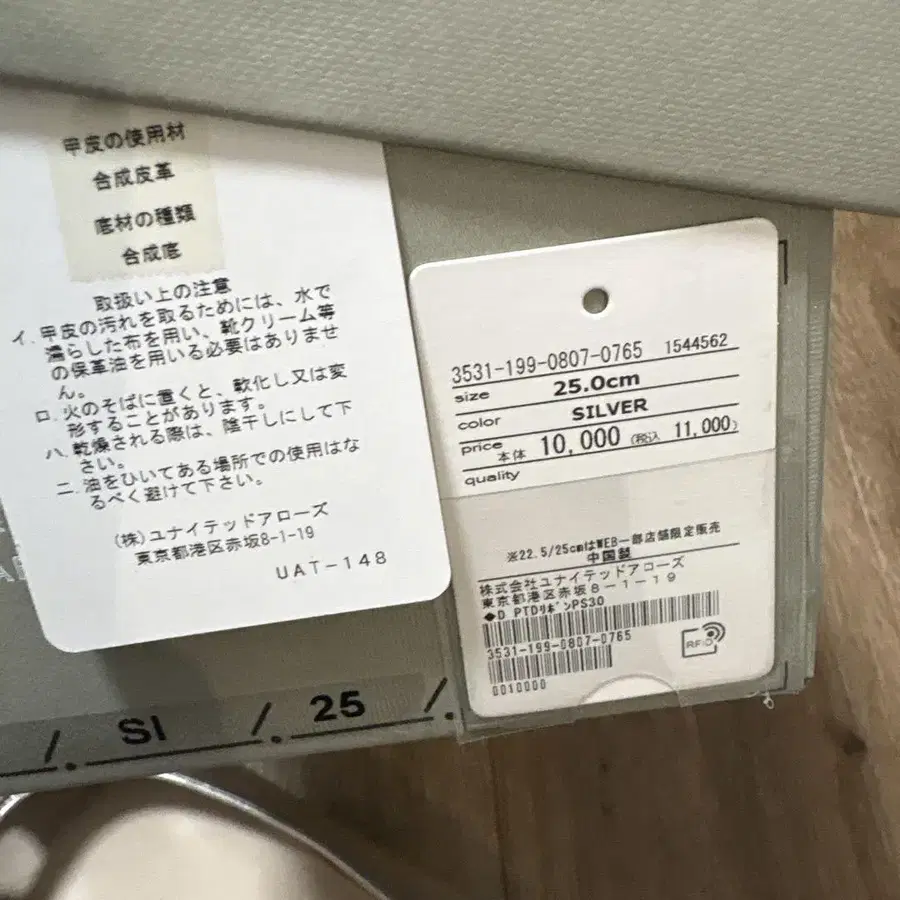 甲皮の使用材
合成皮革
底材の種類
合成底
取扱い上の注意
イ. 甲皮の汚れを取るためには、水で
濡らした布を用い、靴クリーム等
の保革油を用いる必要はありませ
ん。
ロ. 火のそばに置くと、軟化し又は変
形することがあります。
ハ. 乾燥される際は、陰干しにして下
さい。
ニ. 油をひいてある場所での使用はな
るべく避けて下さい。
(株)ユナイテッドアローズ
東京都港区赤坂8-1-19
UAT-148
3531-199-0807-0765 1544562
size 25.0cm
color SILVER
price 本体 10,000 (税込 11,000)
quality
※22.5/25cmはWEB一部店舗限定販売
中国製
株式会社ユナイテッドアローズ
東京都港区赤坂8-1-19
◆D PTDリボンPS30
3531-199-0807-0765
0010000
RFID
/. SI /. 25 /.